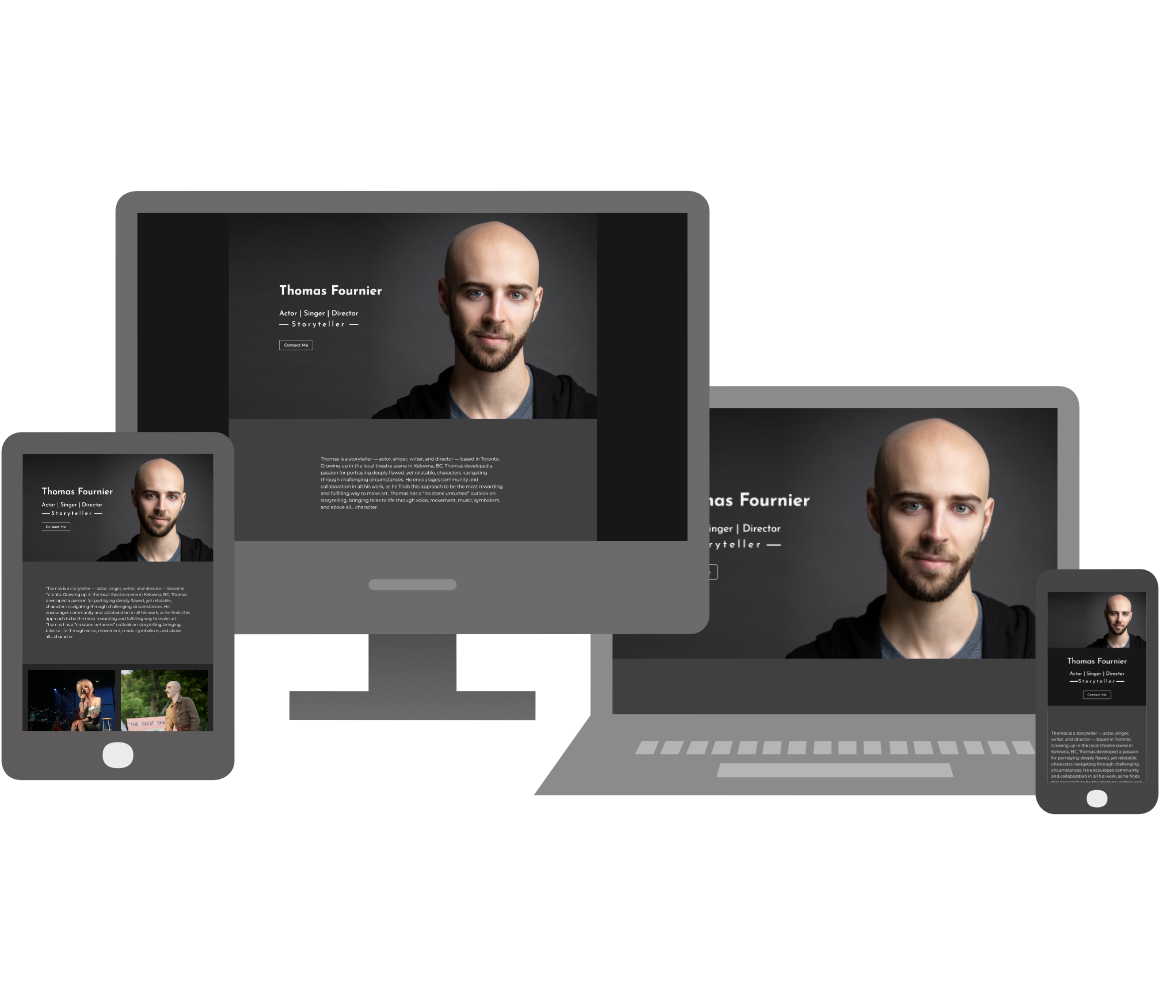 Thomas Fournier
Actor | Singer | Director
Storyteller
Contact Me
Thomas is a storyteller — actor, singer, writer, and director — based in Toronto.
Growing up in the local theatre scene in Kelowna, BC, Thomas developed a
passion for portraying deeply flawed, yet relatable, characters navigating
through challenging circumstances. He encourages community and
collaboration in all his work, as he finds this approach to be the most rewarding
and fulfilling way to make art. Thomas has a "no stone unturned" outlook on
storytelling, bringing tales to life through voice, movement, music, symbolism,
and above all... character.
Thomas Fournier
Actor | Singer | Director
Storyteller
Contact Me
Thomas is a storyteller — actor, singer, writer, and director — based in
Toronto. Growing up in the local theatre scene in Kelowna, BC, Thomas
developed a passion for portraying deeply flawed, yet relatable,
characters navigating through challenging circumstances. He
encourages community and collaboration in all his work, as he finds this
approach to be the most rewarding and fulfilling way to make art.
Thomas has a "no stone unturned" outlook on storytelling, bringing
tales to life through voice, movement, music, symbolism, and above
all... character.
THE GREAT
mas Fournier
inger | Director
ryteller
Thomas Fournier
Actor | Singer | Director
Storyteller
Contact Me
Thomas is a storyteller — actor, singer,
writer, and director — based in Toronto.
Growing up in the local theatre scene in
Kelowna, BC, Thomas developed a passion
for portraying deeply flawed, yet relatable,
characters navigating through challenging
circumstances. He encourages community
and collaboration in all his work, as he finds